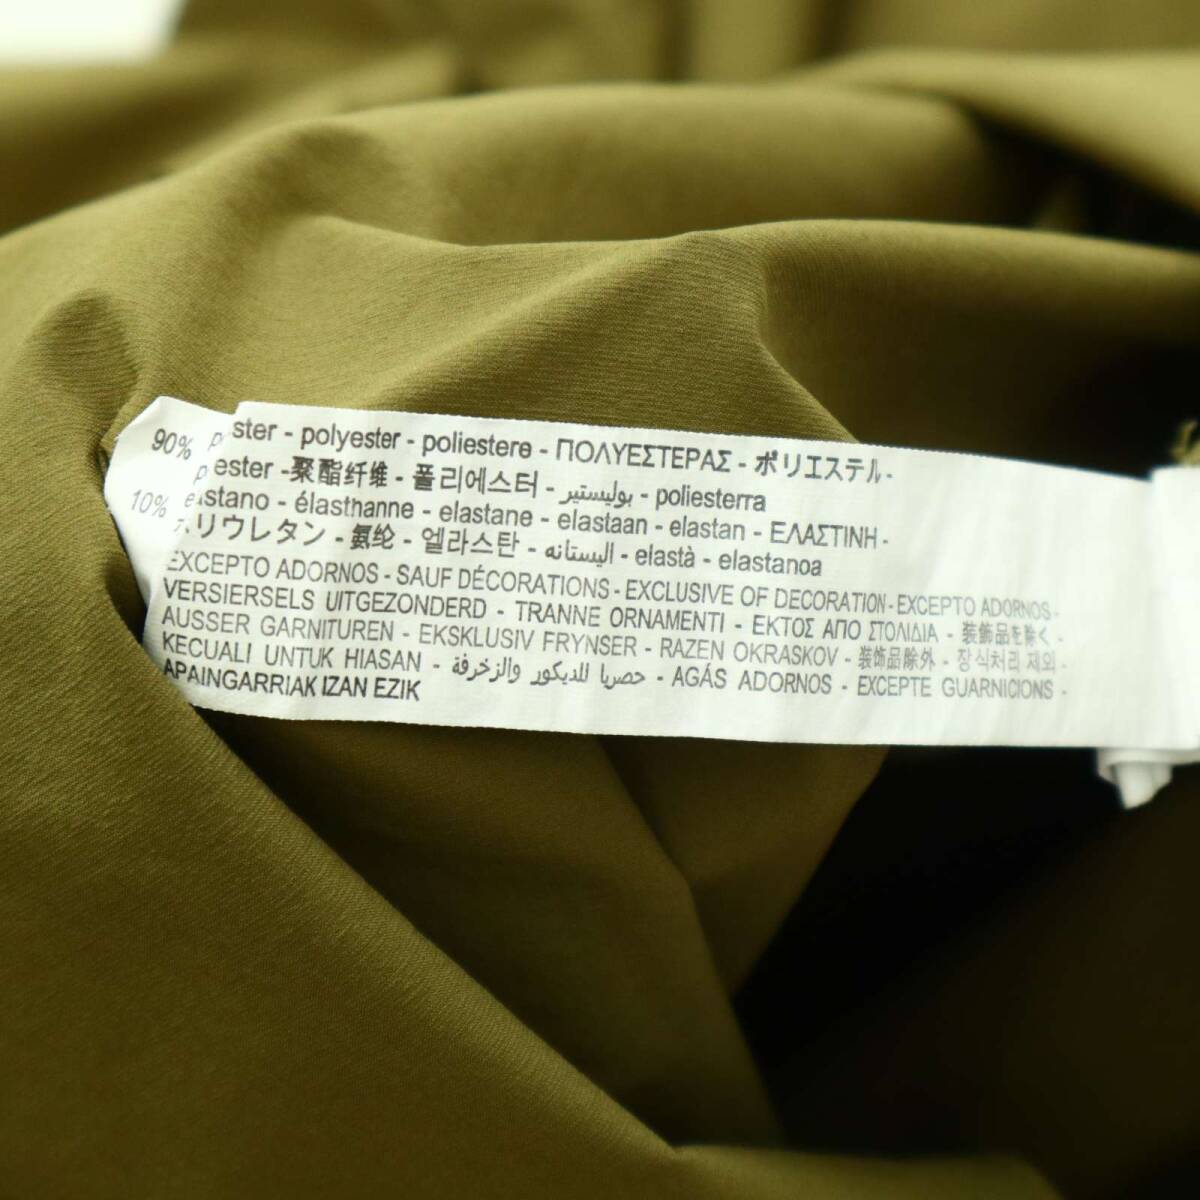 90% ster - polyester - poliestere - ΠΟΛΥΕΣΤΕΡΑΣ - ポリエステル -
ester - 聚酯纤维 - 폴리에스터 - بوليستير - poliesterra
10% elastano - élasthanne - elastane - elastaan - elastan - ΕΛΑΣΤΙΝΗ -
ポリウレタン - 氨纶 - 엘라스탄 - اليستانه - elastà - elastanoa
EXCEPTO ADORNOS - SAUF DÉCORATIONS - EXCLUSIVE OF DECORATION - EXCEPTO ADORNOS -
VERSIERSELS UITGEZONDERD - TRANNE ORNAMENTI - ΕΚΤΟΣ ΑΠΟ ΣΤΟΛΙΔΙΑ - 装飾品を除く -
AUSSER GARNITUREN - EKSKLUSIV FRYNSER - RAZEN OKRASKOV - 装饰品除外 - 장식처리 제외 -
KECUALI UNTUK HIASAN - حصريا للديكور والزخرفة - AGÁS ADORNOS - EXCEPTE GUARNICIONS -
APAINGARRIAK IZAN EZIK